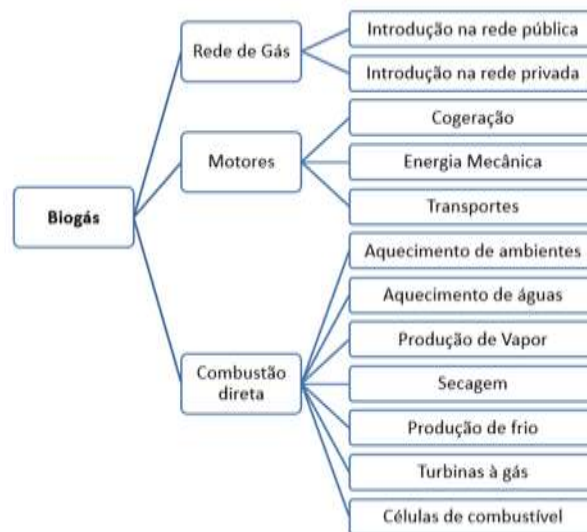 Biogás
Rede de Gás
Introdução na rede pública
Introdução na rede privada
Motores
Cogeração
Energia Mecânica
Transportes
Combustão
direta
Aquecimento de ambientes
Aquecimento de águas
Produção de Vapor
Secagem
Produção de frio
Turbinas à gás
Células de combustível